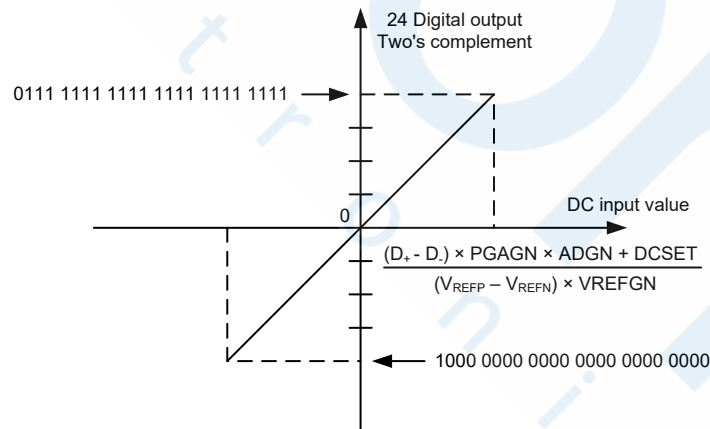 24 Digital output
Two's complement
0111 1111 1111 1111 1111 1111
0
DC input value
(D+ - D-) × PGAGN × ADGN + DCSET
(VREFP – VREFN) × VREFGN
1000 0000 0000 0000 0000 0000
t r o n i